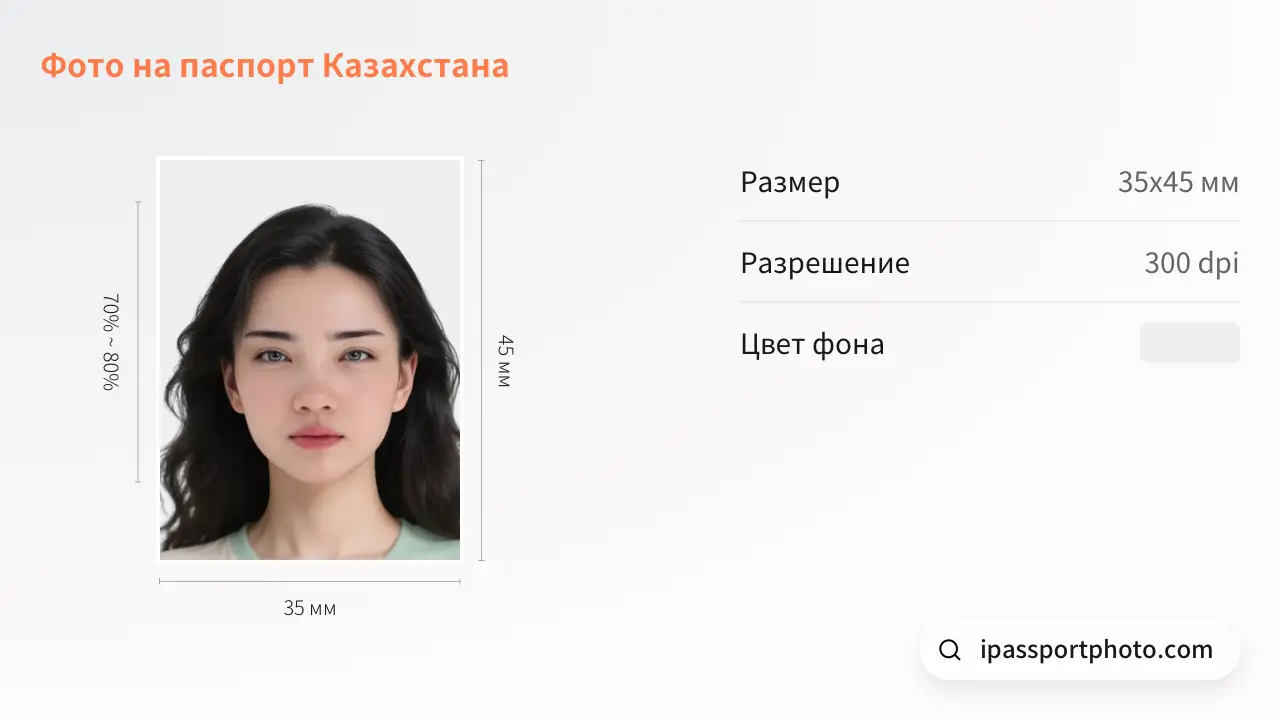 Фото на паспорт Казахстана
70% ~ 80%
45 мм
35 мм
Размер 35x45 мм
Разрешение 300 dpi
Цвет фона
ipassportphoto.com